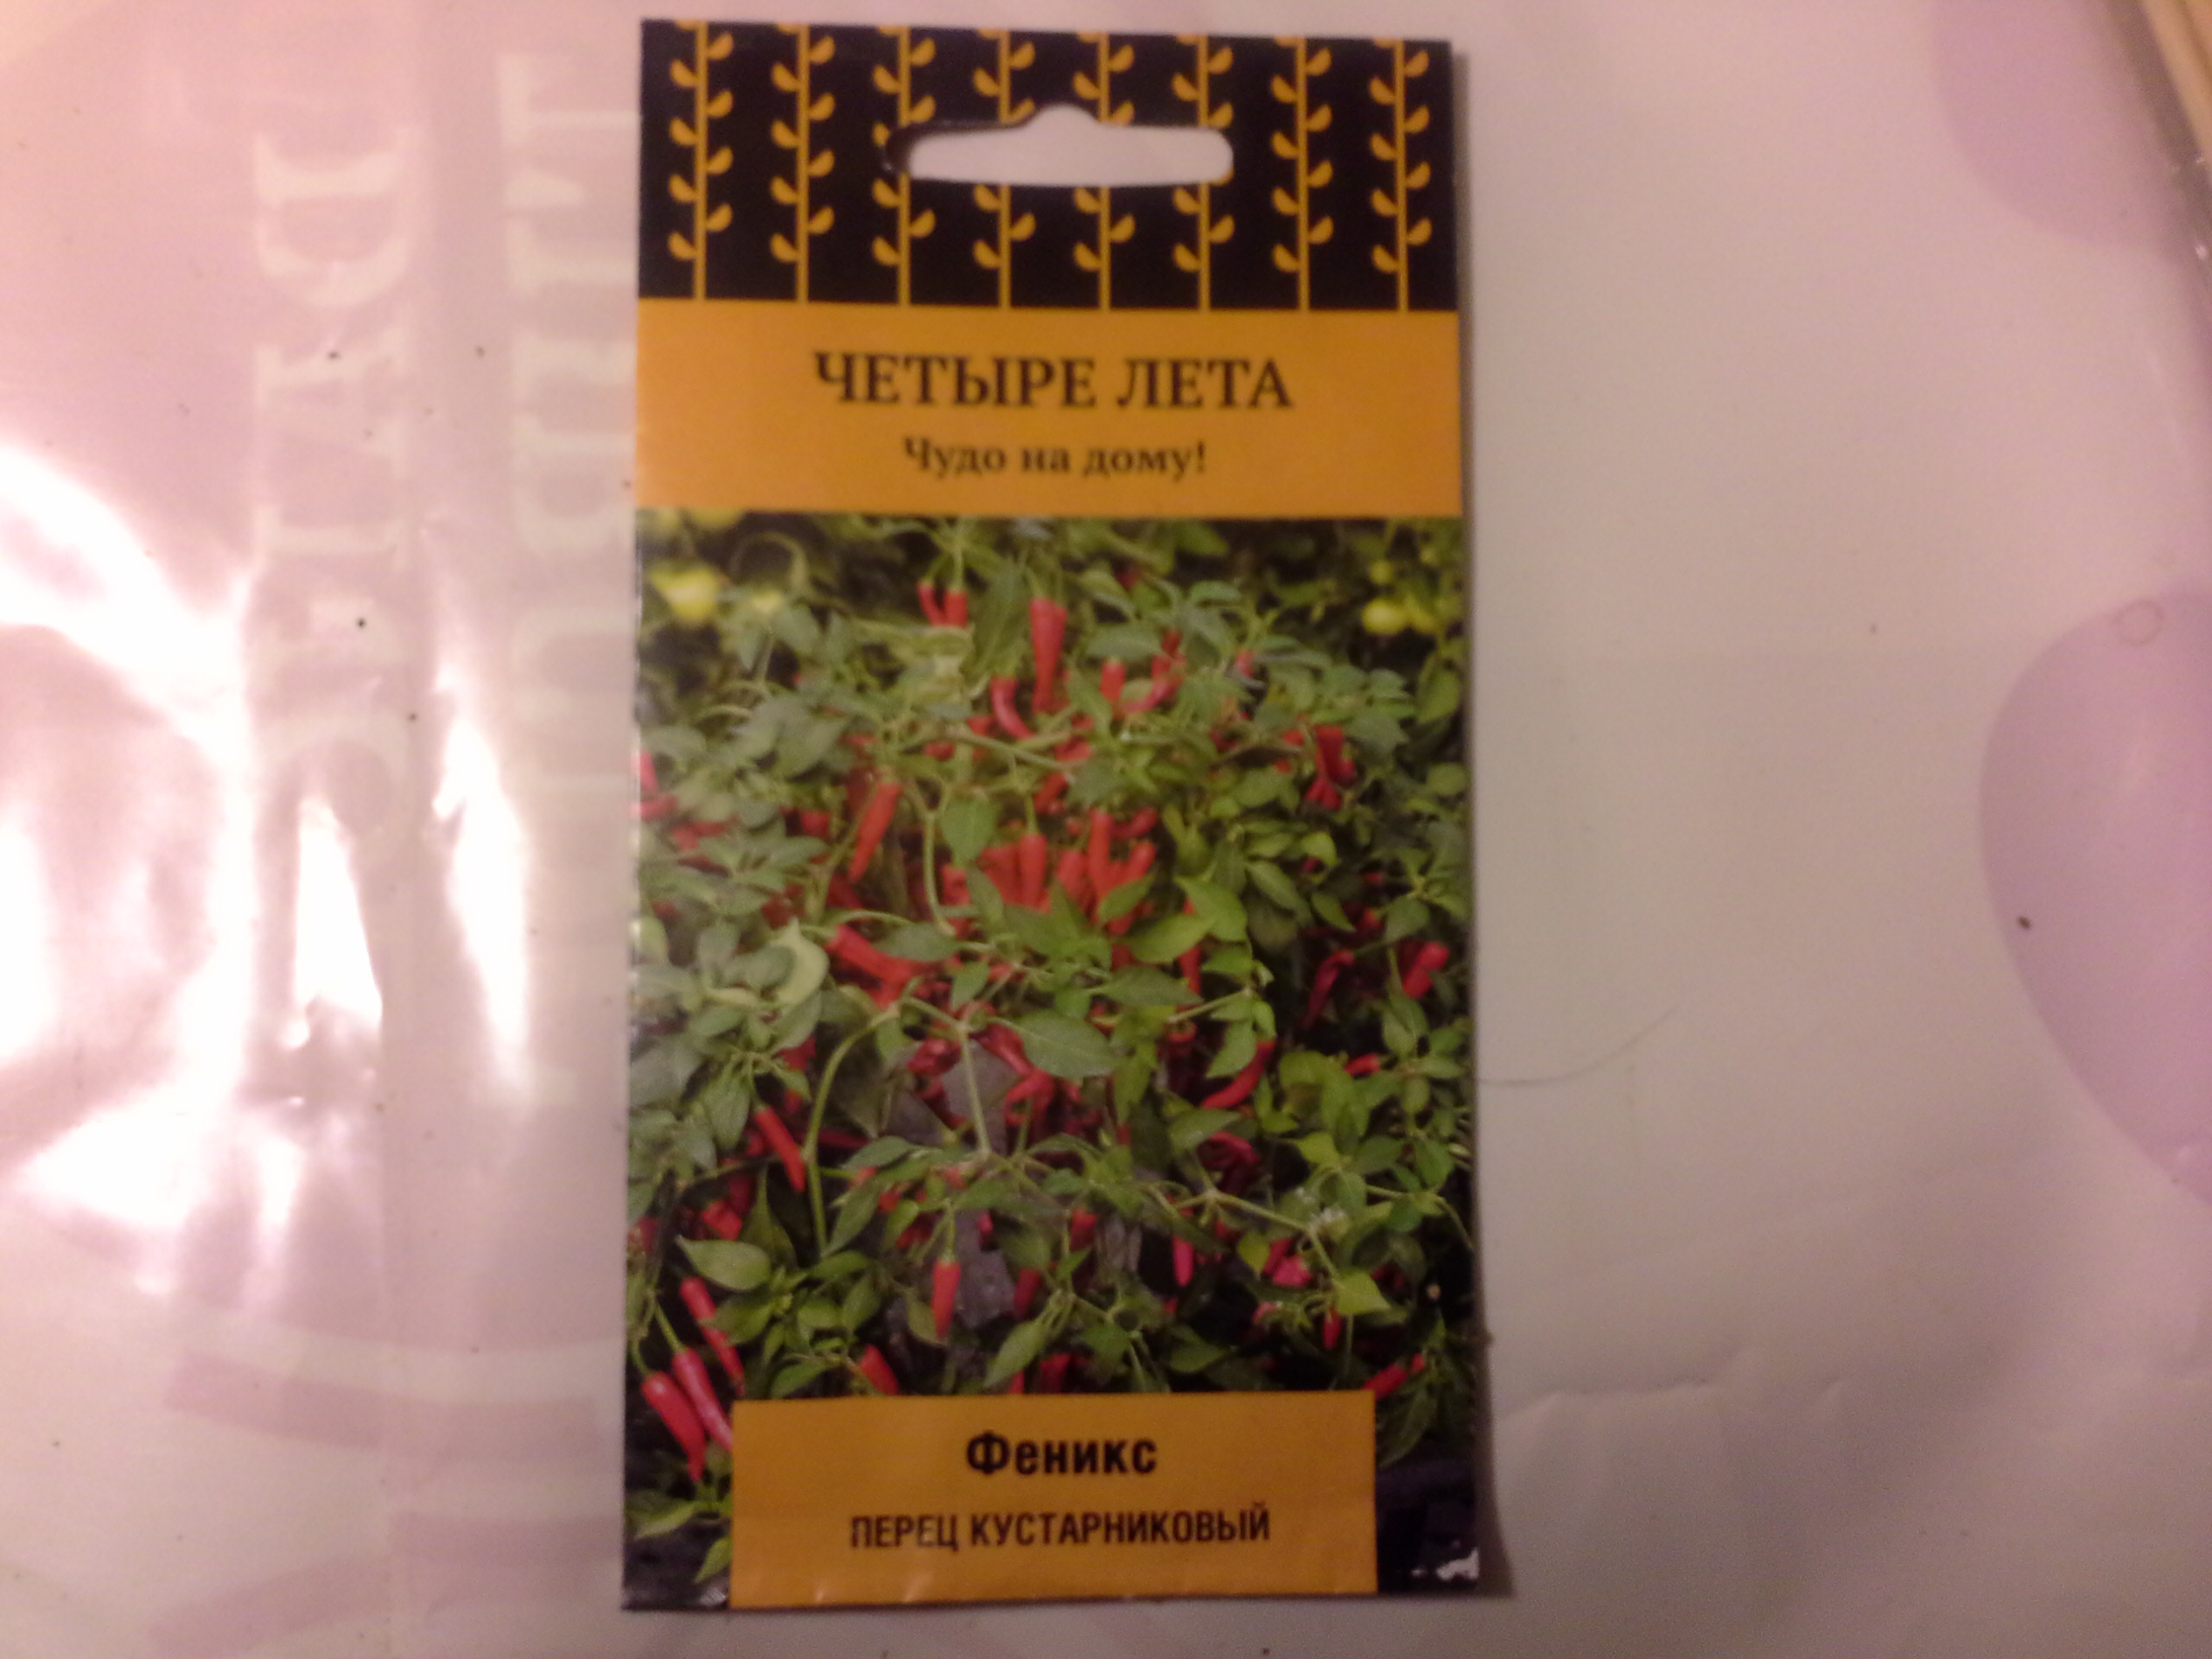 ЧЕТЫРЕ ЛЕТА
Чудо на дому!
Феникс
ПЕРЕЦ КУСТАРНИКОВЫЙ